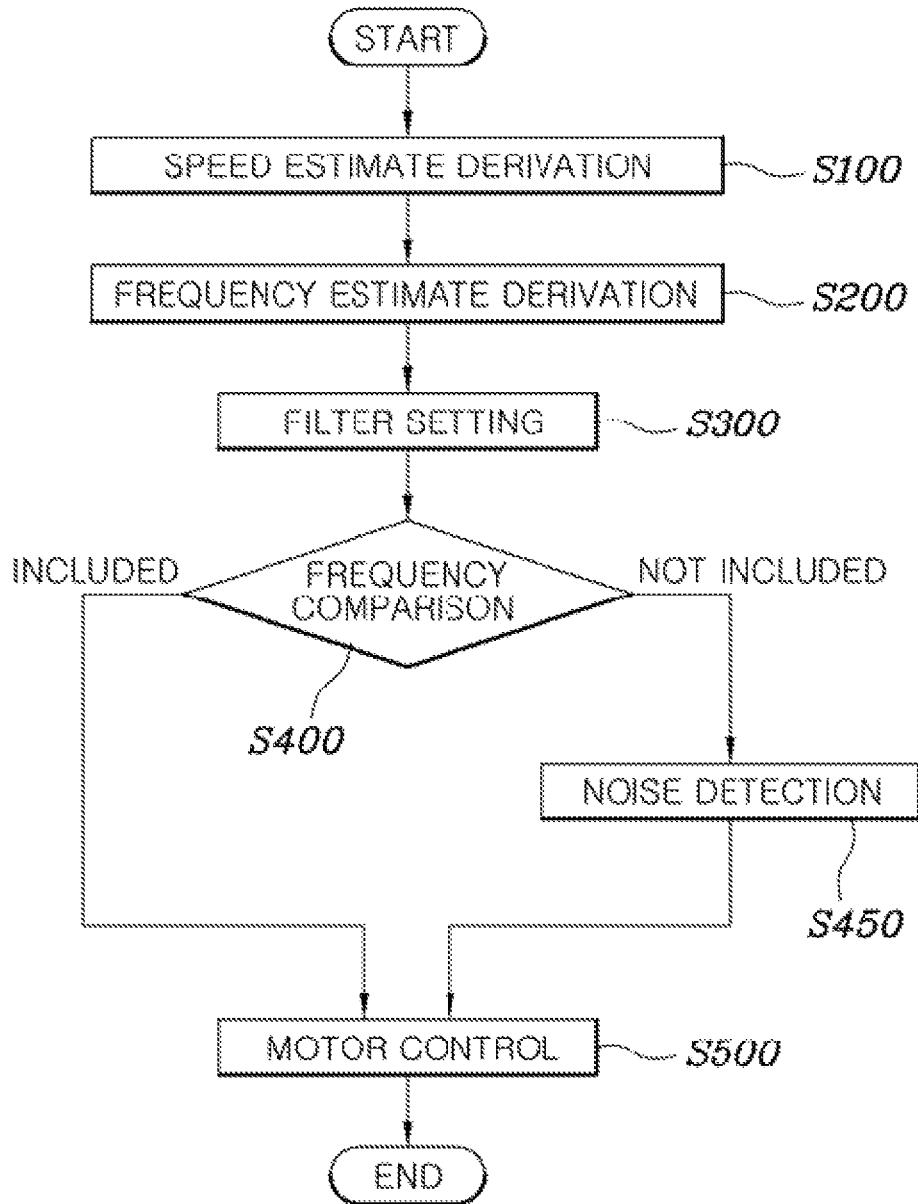 START
SPEED ESTIMATE DERIVATION
S100
FREQUENCY ESTIMATE DERIVATION
S200
FILTER SETTING
S300
INCLUDED
FREQUENCY
COMPARISON
NOT INCLUDED
S400
NOISE DETECTION
S450
MOTOR CONTROL
S500
END